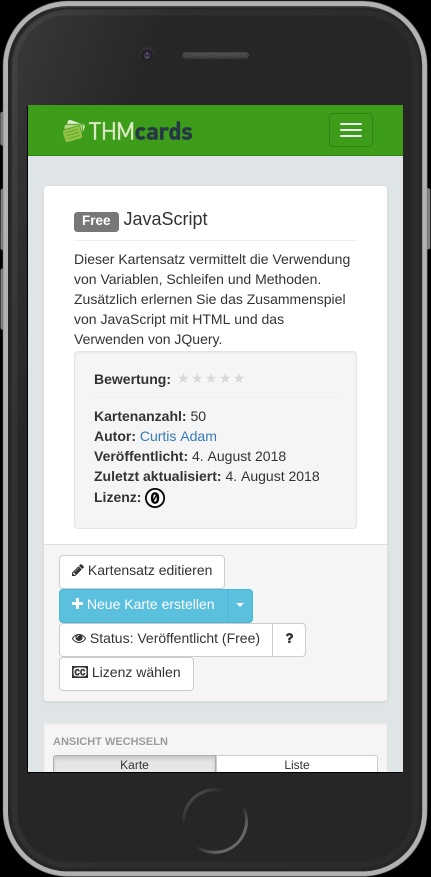 THMcards
Free JavaScript
Dieser Kartensatz vermittelt die Verwendung
von Variablen, Schleifen und Methoden.
Zusätzlich erlernen Sie das Zusammenspiel
von JavaScript mit HTML und das
Verwenden von JQuery.
Bewertung: ★★★★★
Kartenanzahl: 50
Autor: Curtis Adam
Veröffentlicht: 4. August 2018
Zuletzt aktualisiert: 4. August 2018
Lizenz: 0
Kartensatz editieren
Neue Karte erstellen
Status: Veröffentlicht (Free) ?
CC Lizenz wählen
ANSICHT WECHSELN
Karte Liste